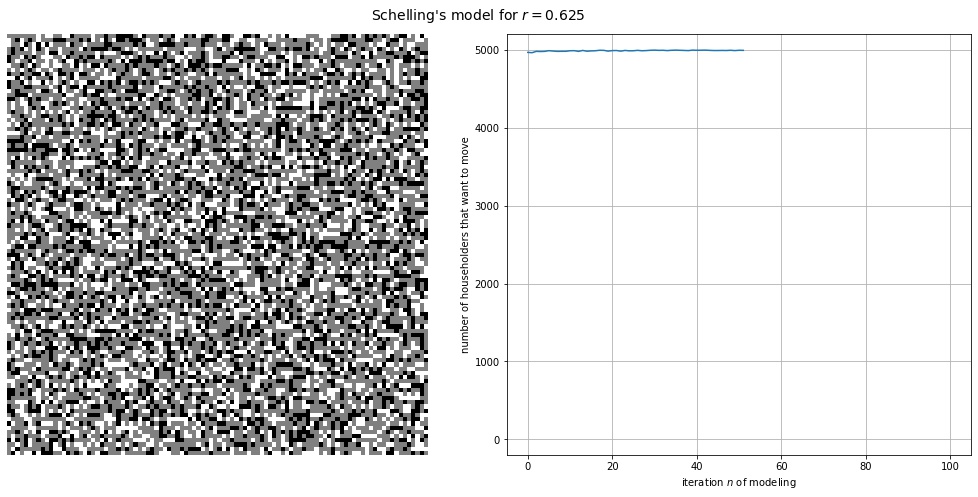 Schelling's model for r = 0.625
number of householders that want to move
5000
4000
3000
2000
1000
0
0 20 40 60 80 100
iteration n of modeling